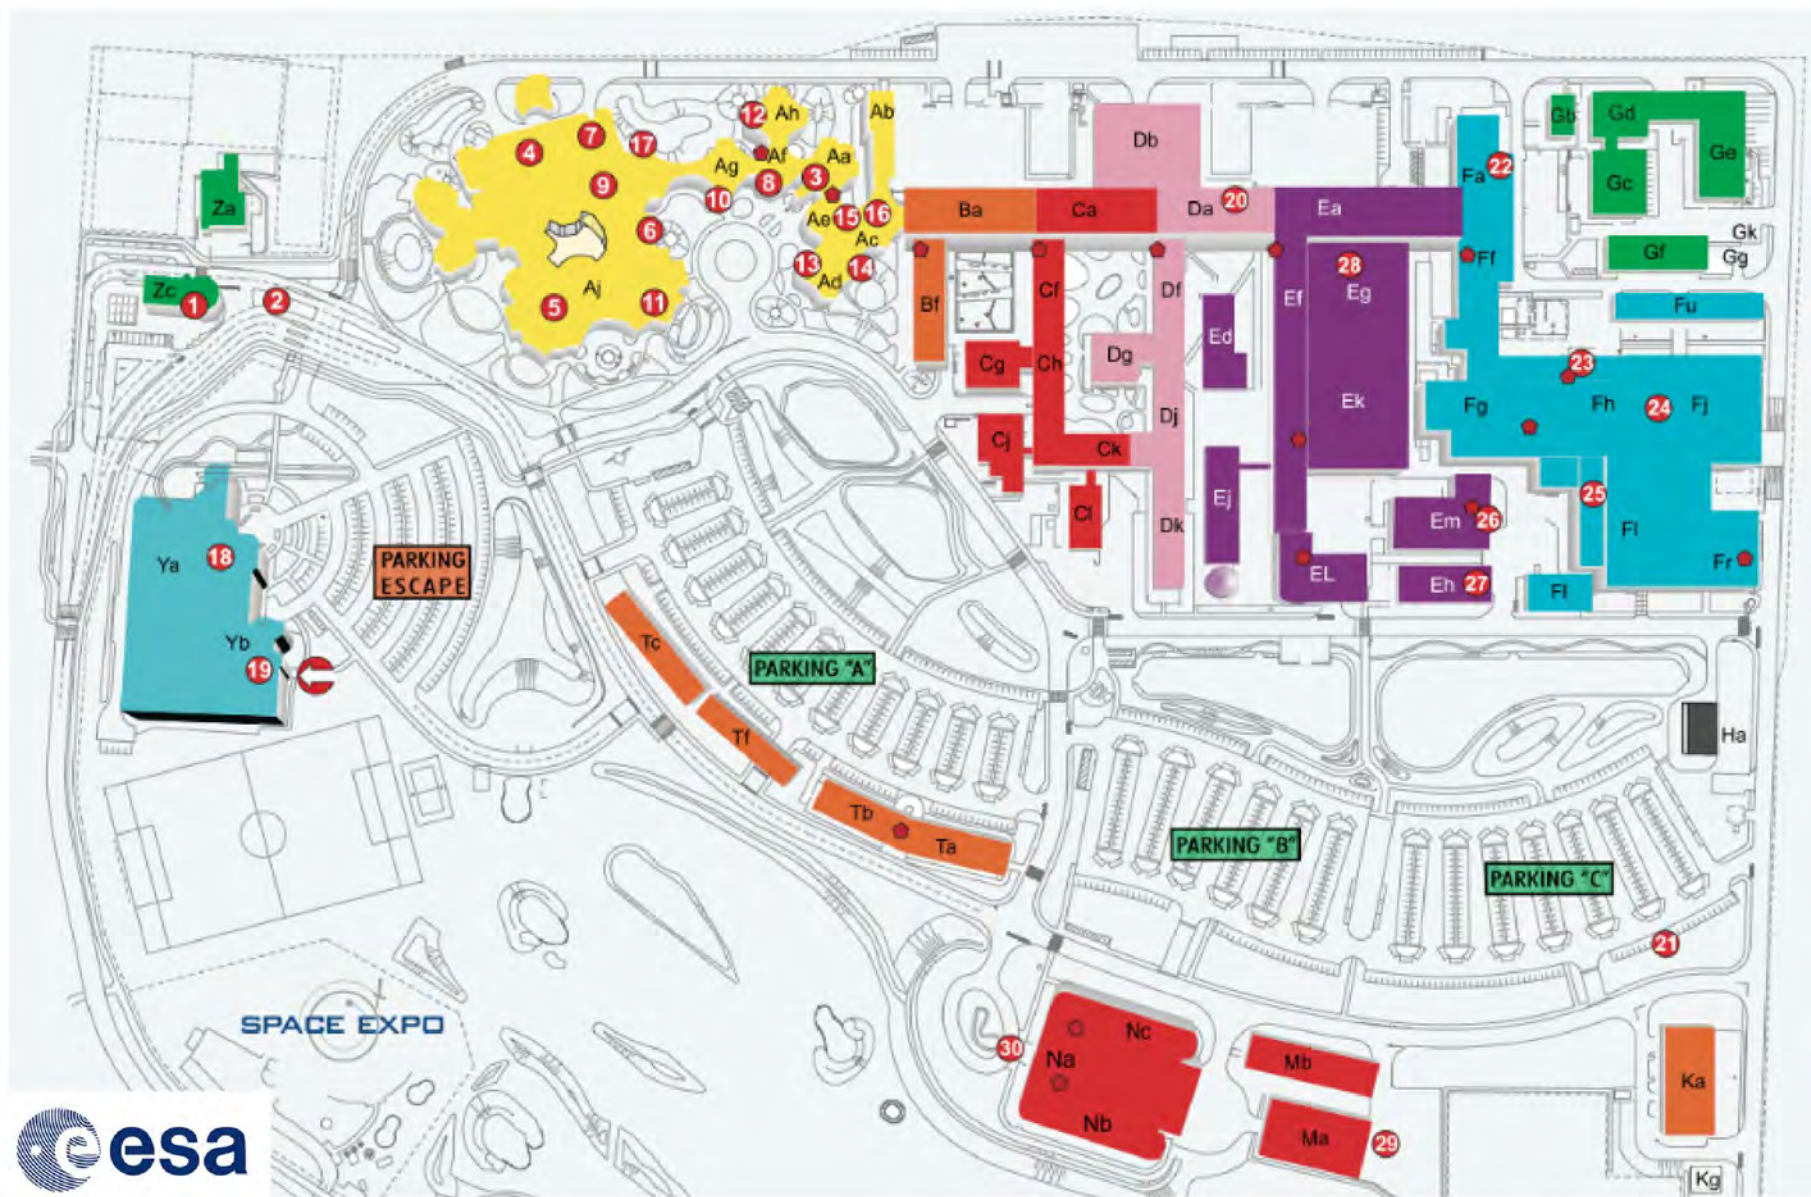 12
Ah
Ab
7
17
4
Af
Aa
Ag
8
3
9
10
Ae
15
16
Ac
6
13
14
Ad
Aj
5
11
Db
Fa
22
Gb
Gd
Ge
Gc
Za
Ba
Ca
Da
20
Ea
Gk
Gf
Gg
Ff
28
Eg
Zc
1
2
Bf
Cf
Df
Ef
Fu
Ed
Cg
Ch
Dg
23
Ek
Fg
Fh
24
Fj
Dj
Cj
Ck
Ej
25
Cl
Dk
Em
26
Fl
Ya
18
PARKING
ESCAPE
EL
Eh
27
Fr
Yb
19
Tc
PARKING "A"
Tf
Ha
Tb
Ta
PARKING "B"
PARKING "C"
21
SPACE EXPO
30
Nc
Na
Nb
Mb
Ma
29
Ka
Kg
esa